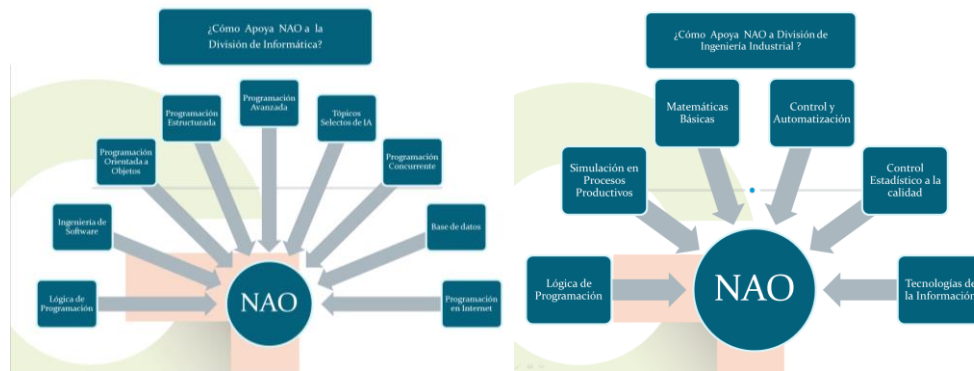 ¿Cómo Apoya NAO a la
División de Informática?
Programación
Avanzada
Programación
Estructurada
Tópicos
Selectos de IA
Programación
Orientada a
Objetos
Programación
Concurrente
Ingeniería de
Software
Base de datos
Lógica de
Programación
NAO
Programación
en Internet
¿Cómo Apoya NAO a División de
Ingeniería Industrial ?
Matemáticas
Básicas
Control y
Automatización
Simulación en
Procesos
Productivos
Control
Estadístico a la
calidad
Lógica de
Programación
NAO
Tecnologías de
la Información